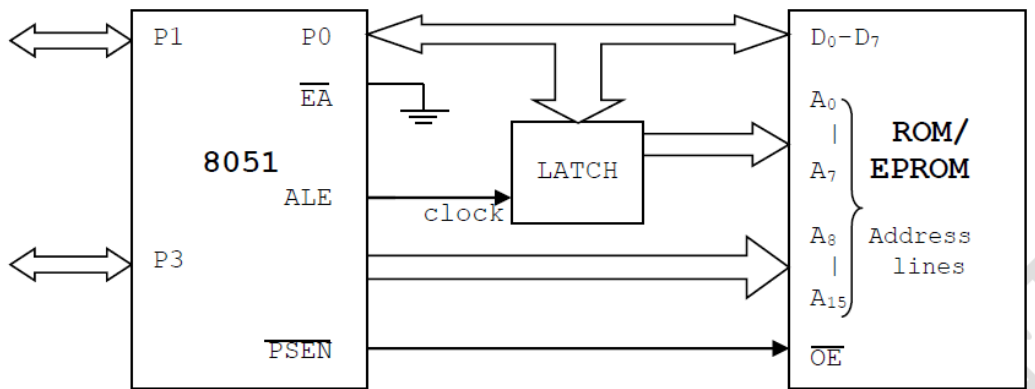 P1
P0
EA
8051
ALE
P3
PSEN
clock
LATCH
D₀-D₇
A₀
|
A₇
A₈
|
A₁₅
ROM/
EPROM
Address
lines
OE